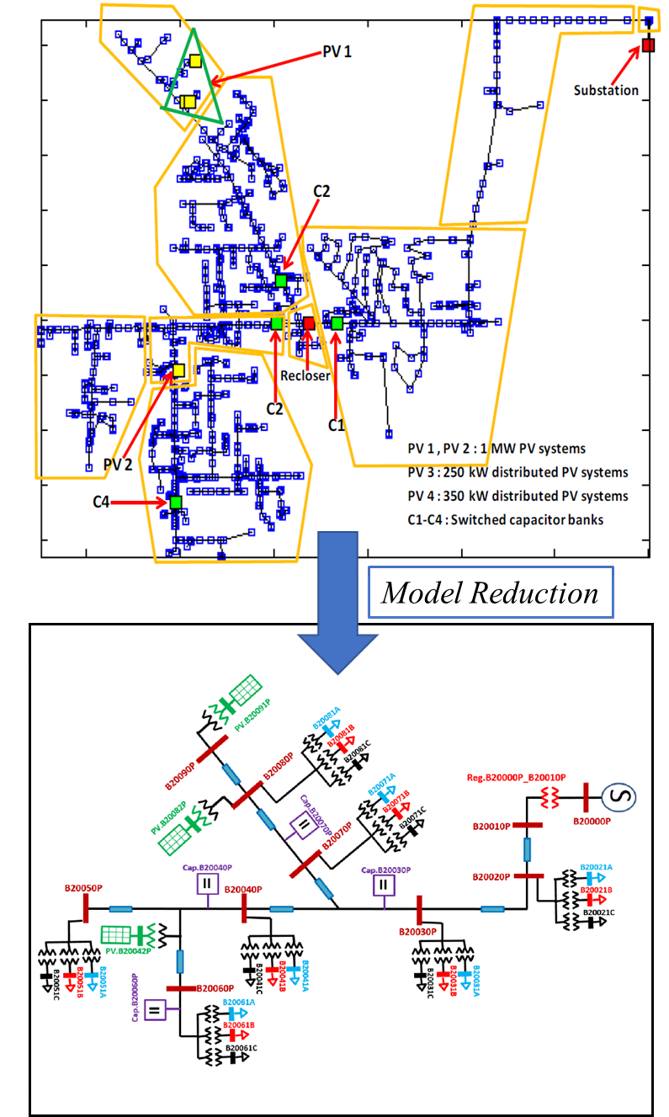 PV 1
Substation
C2
Recloser
C2
C1
PV 2
C4
PV 1 , PV 2 : 1 MW PV systems
PV 3 : 250 kW distributed PV systems
PV 4 : 350 kW distributed PV systems
C1-C4 : Switched capacitor banks
Model Reduction
PV.B20091P
B20090P
B20081A
B20081B
B20081C
B20080P
PV.B20082P
Cap.B20070P
B20071A
B20071B
B20071C
B20070P
Reg.B20000P_B20010P
S
B20000P
B20010P
B20020P
B20021A
B20021B
B20021C
Cap.B20040P
Cap.B20030P
B20050P
B20040P
B20030P
PV.B20042P
B20051C
B20051B
B20051A
B20041C
B20041B
B20041A
B20031C
B20031B
B20031A
Cap.B20060P
B20060P
B20061A
B20061B
B20061C